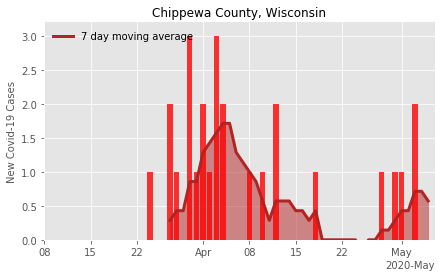 Chippewa County, Wisconsin
7 day moving average
New Covid-19 Cases
3.0
2.5
2.0
1.5
1.0
0.5
0.0
08 15 22 Apr 08 15 22 May
2020-May